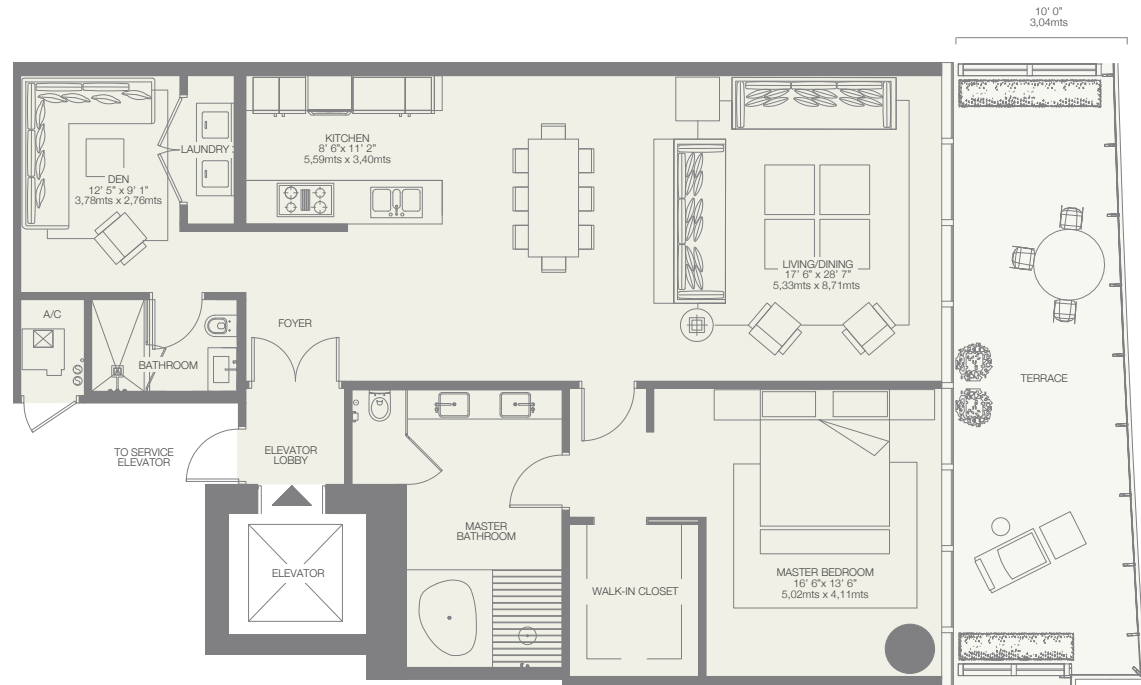 10' 0"
3,04mts
KITCHEN
8' 6"x 11' 2"
5,59mts x 3,40mts
LAUNDRY
DEN
12' 5" x 9' 1"
3,78mts x 2,76mts
LIVING/DINING
17' 6" x 28' 7"
5,33mts x 8,71mts
A/C
FOYER
BATHROOM
TERRACE
TO SERVICE
ELEVATOR
ELEVATOR
LOBBY
MASTER
BATHROOM
ELEVATOR
WALK-IN CLOSET
MASTER BEDROOM
16' 6"x 13' 6"
5,02mts x 4,11mts